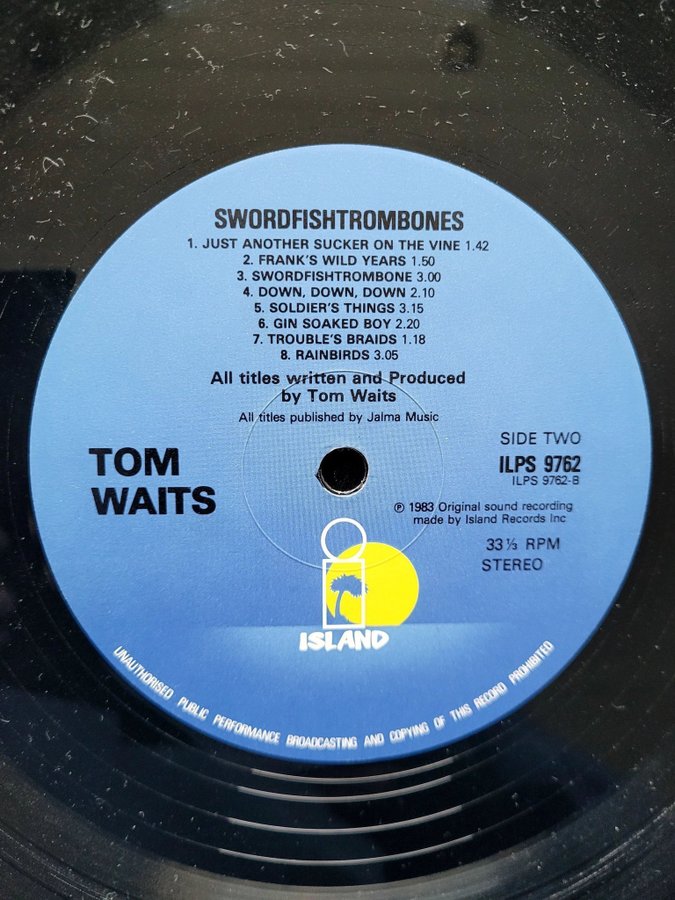 SWORDFISHTROMBONES
1. JUST ANOTHER SUCKER ON THE VINE 1.42
2. FRANK'S WILD YEARS 1.50
3. SWORDFISHTROMBONE 3.00
4. DOWN, DOWN, DOWN 2.10
5. SOLDIER'S THINGS 3.15
6. GIN SOAKED BOY 2.20
7. TROUBLE'S BRAIDS 1.18
8. RAINBIRDS 3.05
All titles written and Produced
by Tom Waits
All titles published by Jalma Music
TOM
WAITS
SIDE TWO
ILPS 9762
ILPS 9762-B
℗ 1983 Original sound recording
made by Island Records Inc
33⅓ RPM
STEREO
ISLAND
UNAUTHORISED PUBLIC PERFORMANCE BROADCASTING AND COPYING OF THIS RECORD PROHIBITED